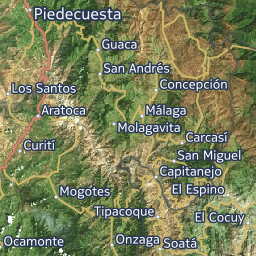 Piedecuesta
Guaca
San Andrés
Concepción
Los Santos
Aratoca
Málaga
Molagavita
Carcasí
Curití
San Miguel
Capitanejo
Mogotes
El Espino
Tipacoque
El Cocuy
Ocamonte
Onzaga
Soatá